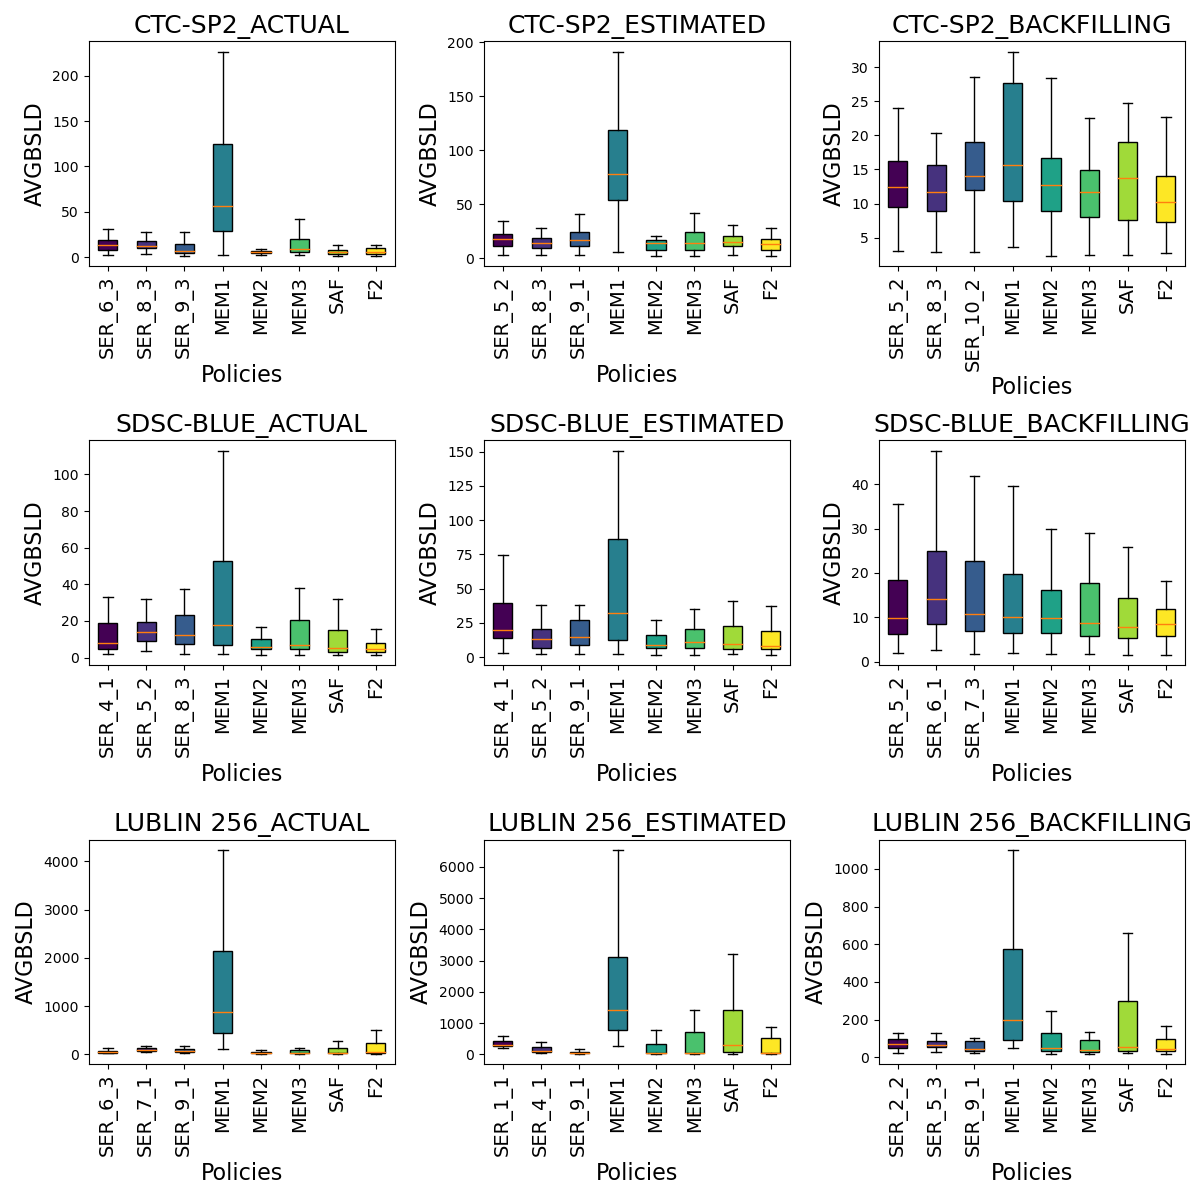 CTC-SP2_ACTUAL
AVGBSLD
200
150
100
50
0
SER_6_3
SER_8_3
SER_9_3
MEM1
MEM2
MEM3
SAF
F2
Policies
CTC-SP2_ESTIMATED
AVGBSLD
200
150
100
50
0
SER_5_2
SER_8_3
SER_9_1
MEM1
MEM2
MEM3
SAF
F2
Policies
CTC-SP2_BACKFILLING
AVGBSLD
30
25
20
15
10
5
SER_5_2
SER_8_3
SER_10_2
MEM1
MEM2
MEM3
SAF
F2
Policies
SDSC-BLUE_ACTUAL
AVGBSLD
100
80
60
40
20
0
SER_4_1
SER_5_2
SER_8_3
MEM1
MEM2
MEM3
SAF
F2
Policies
SDSC-BLUE_ESTIMATED
AVGBSLD
150
125
100
75
50
25
0
SER_4_1
SER_5_2
SER_9_1
MEM1
MEM2
MEM3
SAF
F2
Policies
SDSC-BLUE_BACKFILLING
AVGBSLD
40
30
20
10
0
SER_5_2
SER_6_1
SER_7_3
MEM1
MEM2
MEM3
SAF
F2
Policies
LUBLIN 256_ACTUAL
AVGBSLD
4000
3000
2000
1000
0
SER_6_3
SER_7_1
SER_9_1
MEM1
MEM2
MEM3
SAF
F2
Policies
LUBLIN 256_ESTIMATED
AVGBSLD
6000
5000
4000
3000
2000
1000
0
SER_1_1
SER_4_1
SER_9_1
MEM1
MEM2
MEM3
SAF
F2
Policies
LUBLIN 256_BACKFILLING
AVGBSLD
1000
800
600
400
200
0
SER_2_2
SER_5_3
SER_9_1
MEM1
MEM2
MEM3
SAF
F2
Policies